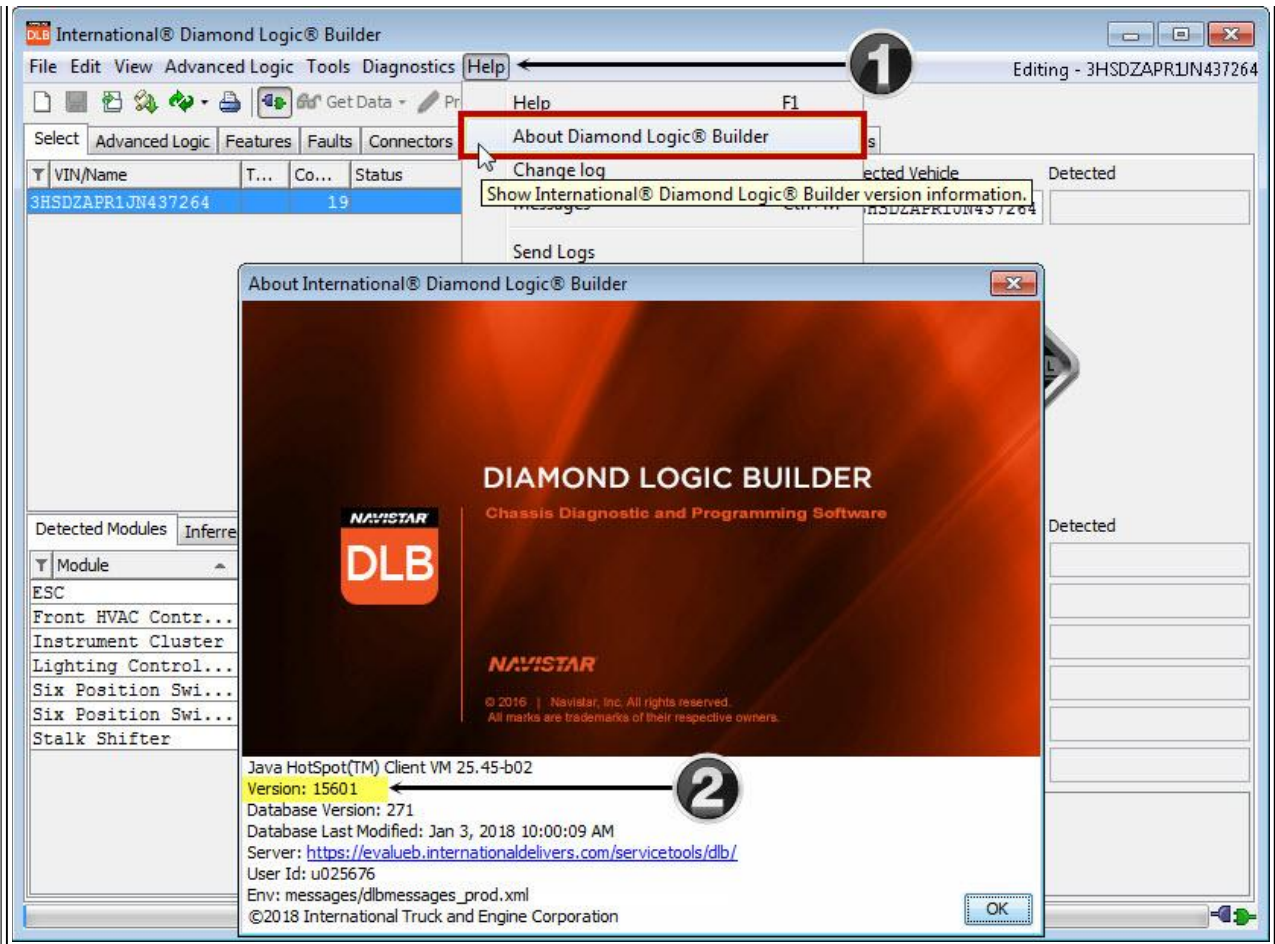 DLB International® Diamond Logic® Builder
File Edit View Advanced Logic Tools Diagnostics Help
1
Editing - 3HSDZAPR1JN437264
Get Data
Pr
Help F1
Select Advanced Logic Features Faults Connectors
About Diamond Logic® Builder
s
VIN/Name T... Co... Status
Change log
ected Vehicle
Detected
3HSDZAPR1JN437264 19
Show International® Diamond Logic® Builder version information.
Send Logs
About International® Diamond Logic® Builder
L
DIAMOND LOGIC BUILDER
Chassis Diagnostic and Programming Software
NAVISTAR
DLB
Detected Modules Inferre
Detected
Module
ESC
Front HVAC Contr...
Instrument Cluster
Lighting Control...
Six Position Swi...
Six Position Swi...
Stalk Shifter
NAVISTAR
© 2016 | Navistar, Inc. All rights reserved.
All marks are trademarks of their respective owners.
Java HotSpot(TM) Client VM 25.45-b02
Version: 15601
2
Database Version: 271
Database Last Modified: Jan 3, 2018 10:00:09 AM
Server: https://evalueb.internationaldelivers.com/servicetools/dlb/
User Id: u025676
Env: messages/dlbmessages_prod.xml
©2018 International Truck and Engine Corporation
OK